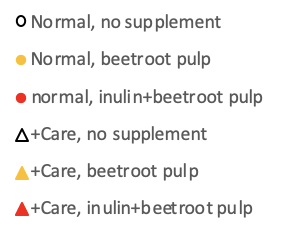 Normal, no supplement
Normal, beetroot pulp
normal, inulin+beetroot pulp
+Care, no supplement
+Care, beetroot pulp
+Care, inulin+beetroot pulp